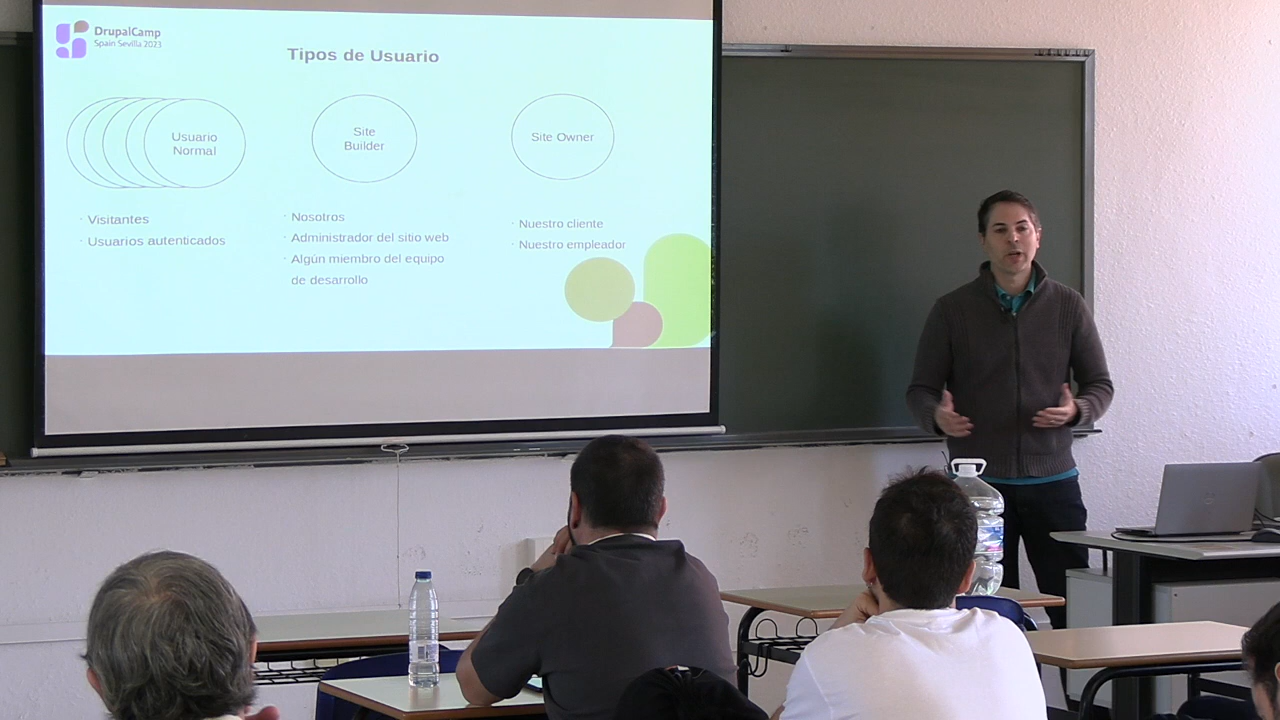 DrupalCamp
Spain Sevilla 2023
Tipos de Usuario
Usuario
Normal
Site
Builder
Site Owner
· Visitantes
· Usuarios autenticados
· Nosotros
· Administrador del sitio web
· Algún miembro del equipo
de desarrollo
· Nuestro cliente
· Nuestro empleador